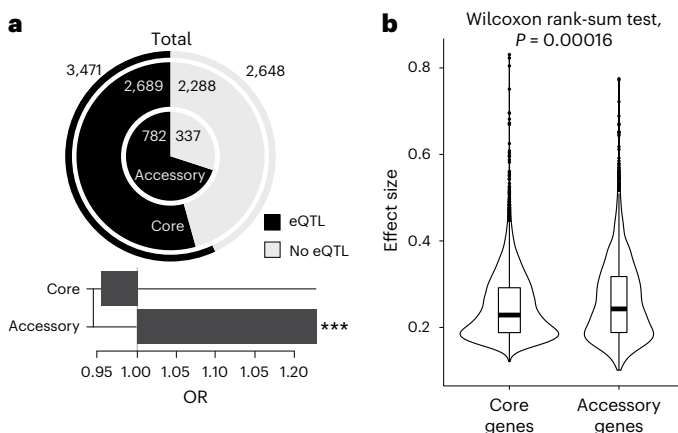 a
Total
3,471
2,648
2,689
2,288
782
337
Accessory
Core
eQTL
No eQTL
Core
Accessory
***
0.95 1.00 1.05 1.10 1.05 1.20
OR
b
Wilcoxon rank-sum test,
P = 0.00016
Effect size
0.8
0.6
0.4
0.2
Core
genes
Accessory
genes